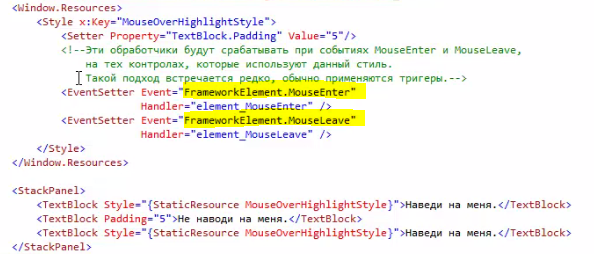 <Window.Resources>
<Style x:Key="MouseOverHighlightStyle">
<Setter Property="TextBlock.Padding" Value="5"/>
<!--Эти обработчики будут срабатывать при событиях MouseEnter и MouseLeave,
на тех контролах, которые используют данный стиль.
Такой подход встречается редко, обычно применяются тригеры.-->
<EventSetter Event="FrameworkElement.MouseEnter"
Handler="element_MouseEnter" />
<EventSetter Event="FrameworkElement.MouseLeave"
Handler="element_MouseLeave" />
</Style>
</Window.Resources>
<StackPanel>
<TextBlock Style="{StaticResource MouseOverHighlightStyle}">Наведи на меня.</TextBlock>
<TextBlock Padding="5">Не наводи на меня.</TextBlock>
<TextBlock Style="{StaticResource MouseOverHighlightStyle}">Наведи на меня.</TextBlock>
</StackPanel>